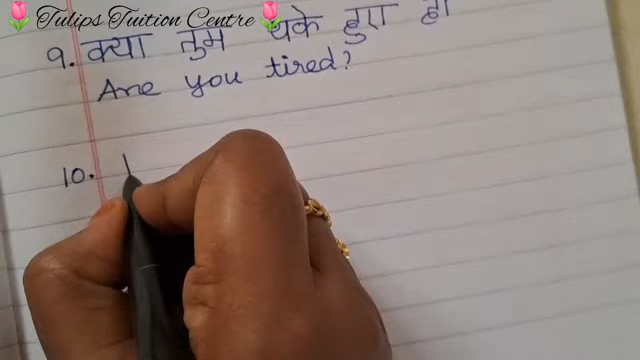 🌷Tulips Tuition Centre🌷
9. क्या तुम थके हुए हो
Are you tired?
10.